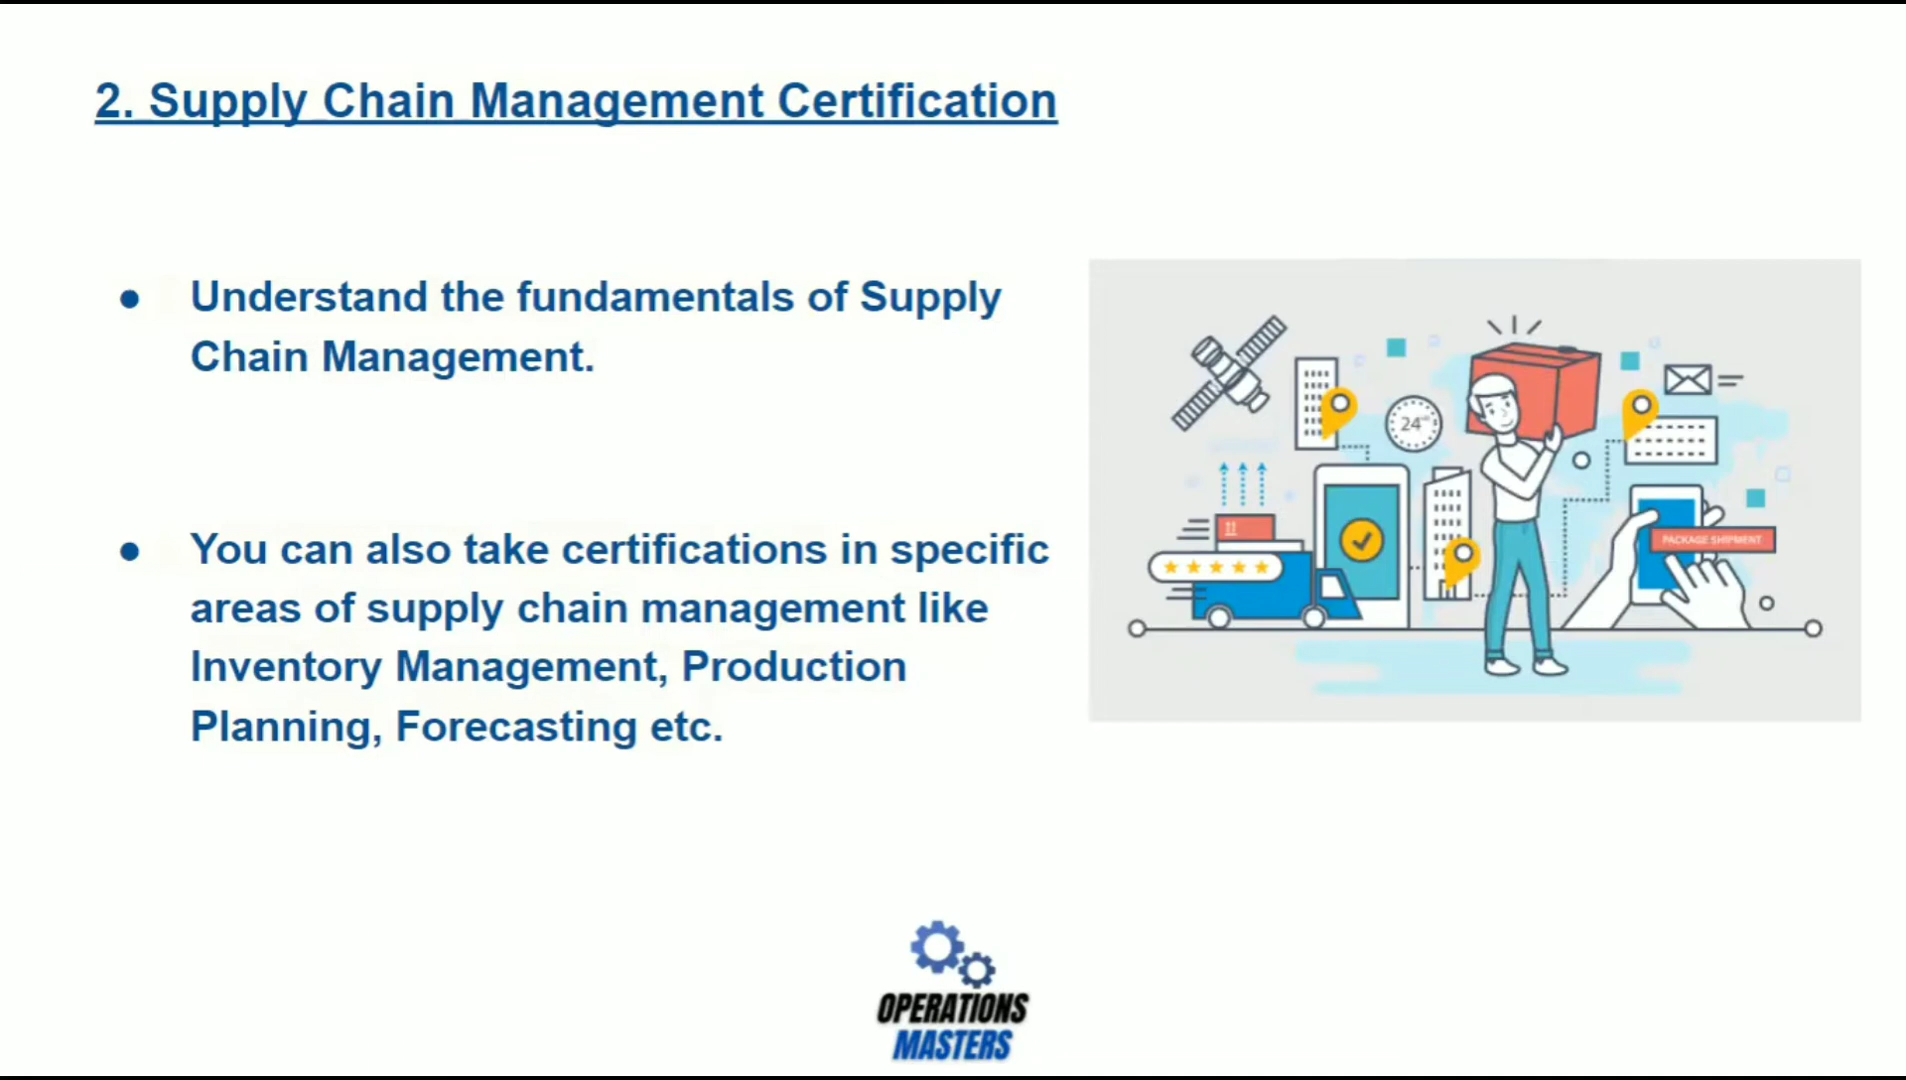 2. Supply Chain Management Certification
● Understand the fundamentals of Supply
Chain Management.
● You can also take certifications in specific
areas of supply chain management like
Inventory Management, Production
Planning, Forecasting etc.
24
PACKAGE SHIPMENT
OPERATIONS
MASTERS